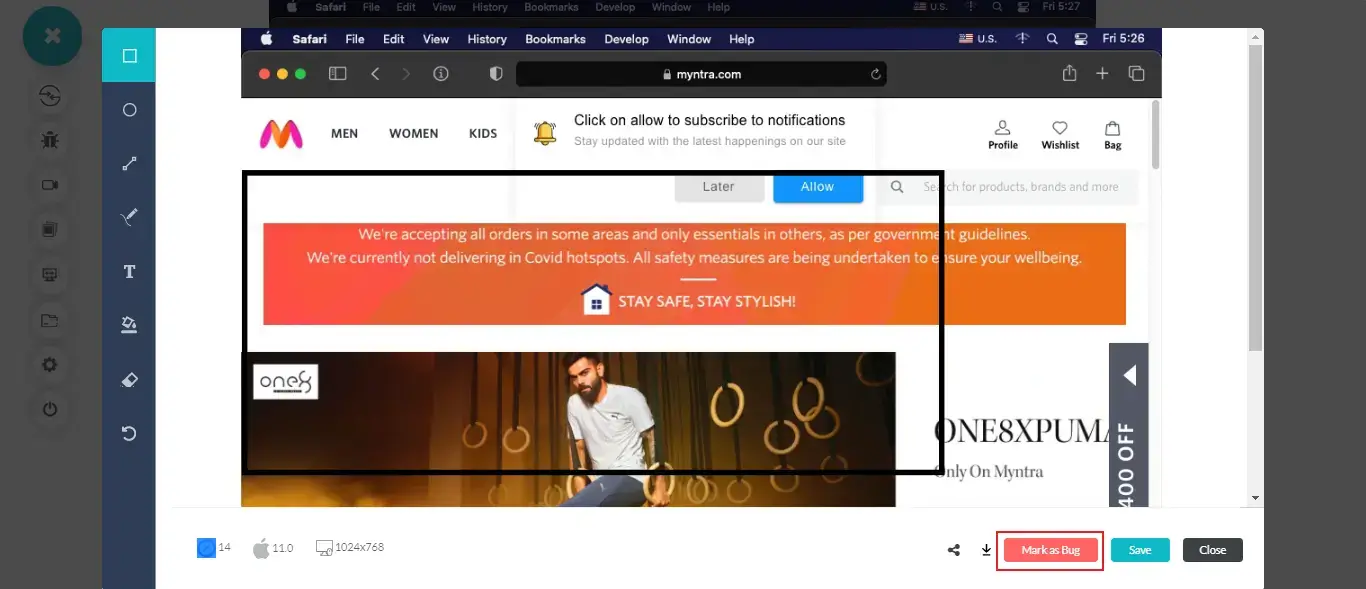 Safari File Edit View History Bookmarks Develop Window Help U.S. Fri 5:27
Safari File Edit View History Bookmarks Develop Window Help U.S. Fri 5:26
myntra.com
MEN WOMEN KIDS
Click on allow to subscribe to notifications
Stay updated with the latest happenings on our site
Profile Wishlist Bag
Later Allow
Search for products, brands and more
We're accepting all orders in some areas and only essentials in others, as per government guidelines.
We're currently not delivering in Covid hotspots. All safety measures are being undertaken to ensure your wellbeing.
STAY SAFE, STAY STYLISH!
one8
ONE8XPUMA
Only On Myntra
400 OFF
T
14 11.0 1024x768
Mark as Bug Save Close